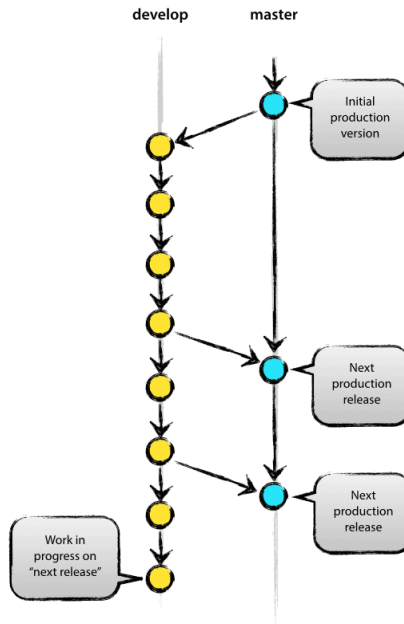 develop
master
Initial
production
version
Next
production
release
Next
production
release
Work in
progress on
“next release”